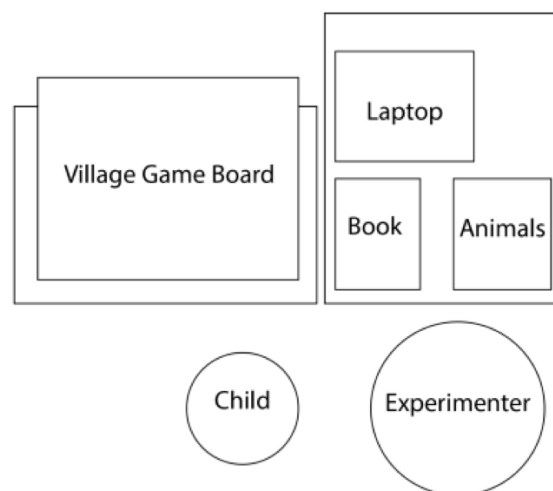 Laptop
Village Game Board
Book
Animals
Child
Experimenter